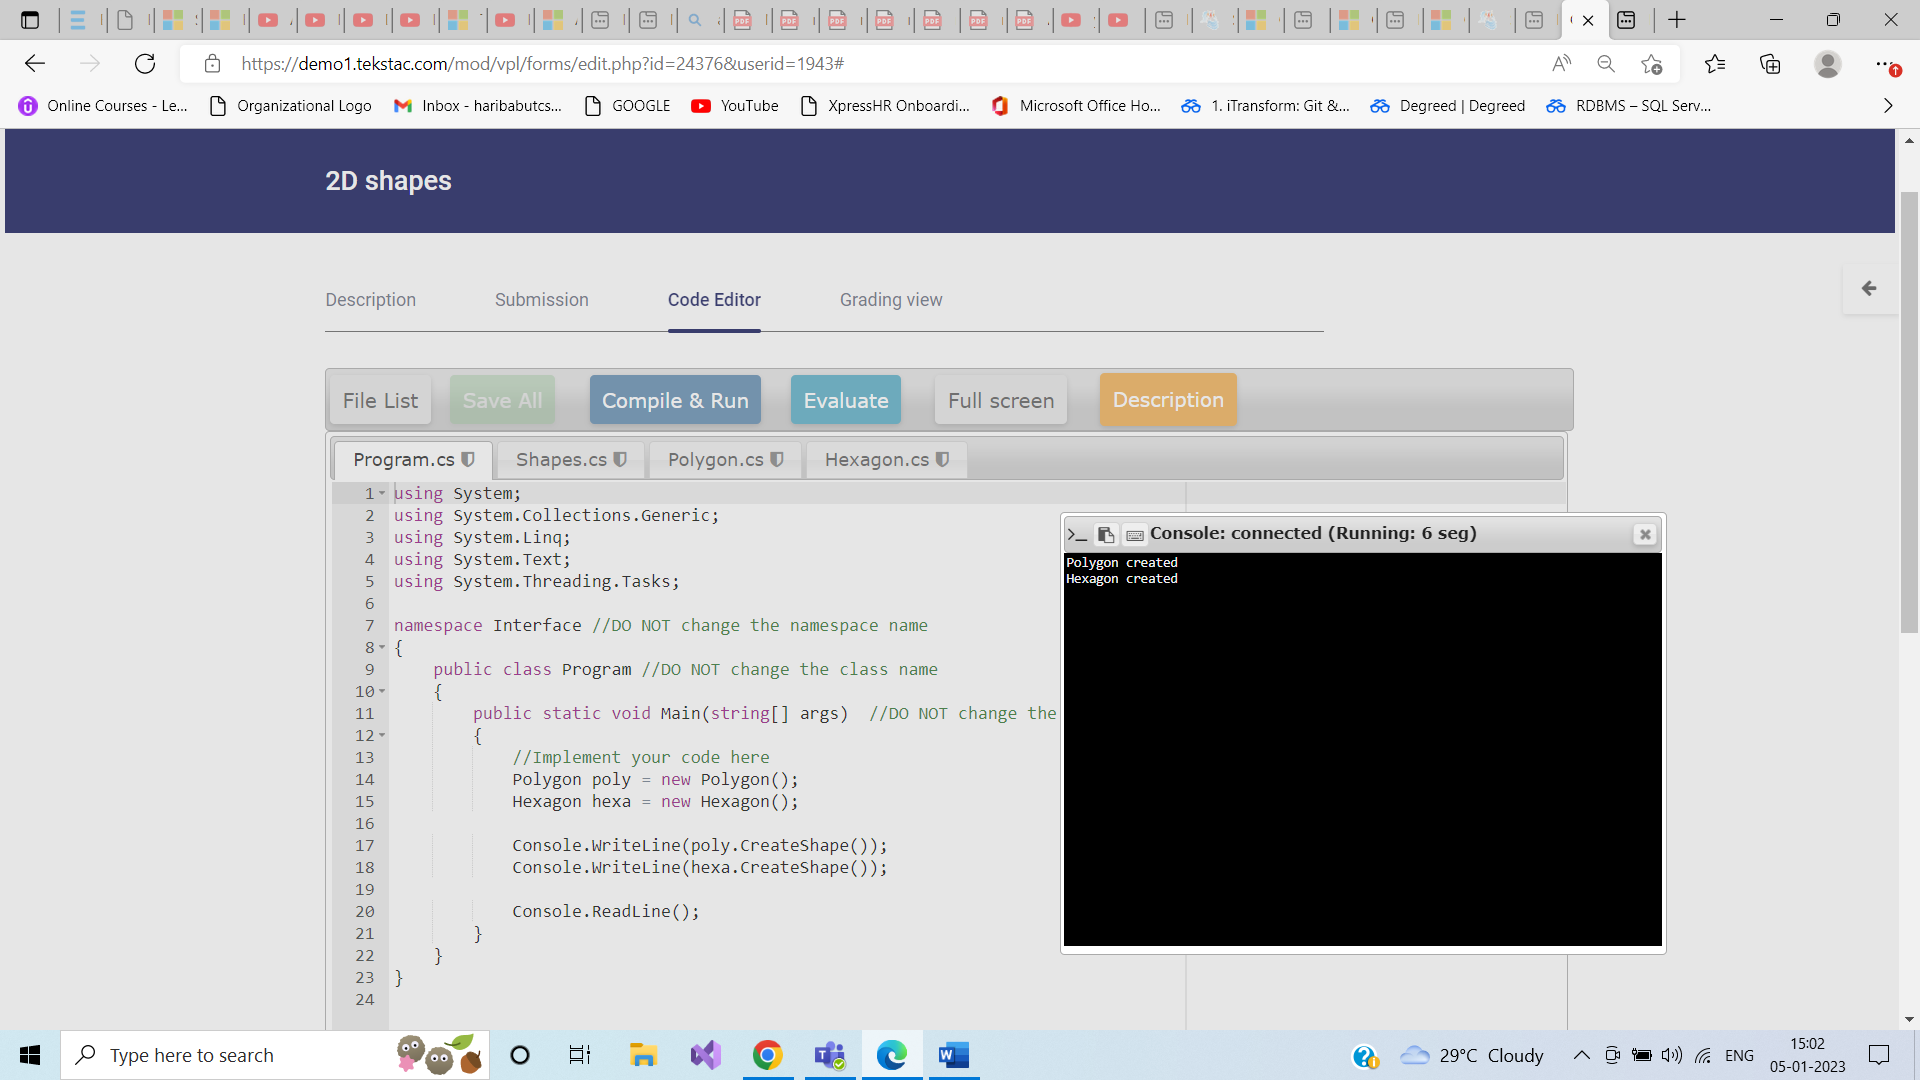 https://demo1.tekstac.com/mod/vpl/forms/edit.php?id=24376&userid=1943#
Online Courses - Le... Organizational Logo Inbox - haribabutcs... GOOGLE YouTube XpressHR Onboardi... Microsoft Office Ho... 1. iTransform: Git &... Degreed | Degreed RDBMS – SQL Serv...
2D shapes
Description Submission Code Editor Grading view
File List Save All Compile & Run Evaluate Full screen Description
Program.cs Shapes.cs Polygon.cs Hexagon.cs
1 using System;
2 using System.Collections.Generic;
3 using System.Linq;
4 using System.Text;
5 using System.Threading.Tasks;
6
7 namespace Interface //DO NOT change the namespace name
8 {
9 public class Program //DO NOT change the class name
10 {
11 public static void Main(string[] args) //DO NOT change the
12 {
13 //Implement your code here
14 Polygon poly = new Polygon();
15 Hexagon hexa = new Hexagon();
16
17 Console.WriteLine(poly.CreateShape());
18 Console.WriteLine(hexa.CreateShape());
19
20 Console.ReadLine();
21 }
22 }
23 }
24
Console: connected (Running: 6 seg)
Polygon created
Hexagon created
Type here to search
29°C Cloudy
ENG
15:02
05-01-2023